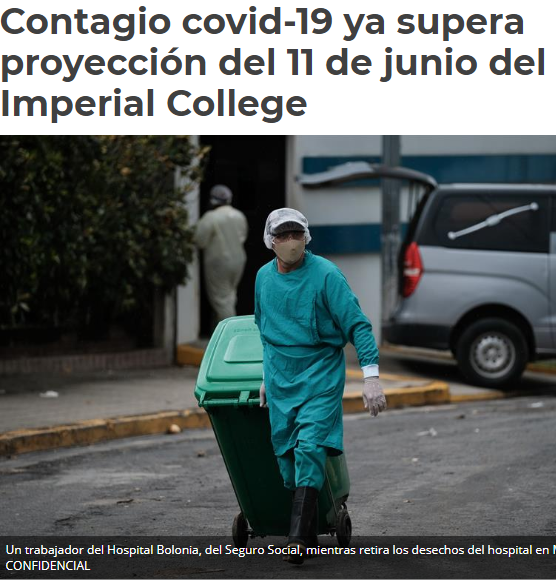 Contagio covid-19 ya supera
proyección del 11 de junio del
Imperial College
Un trabajador del Hospital Bolonia, del Seguro Social, mientras retira los desechos del hospital en
CONFIDENCIAL